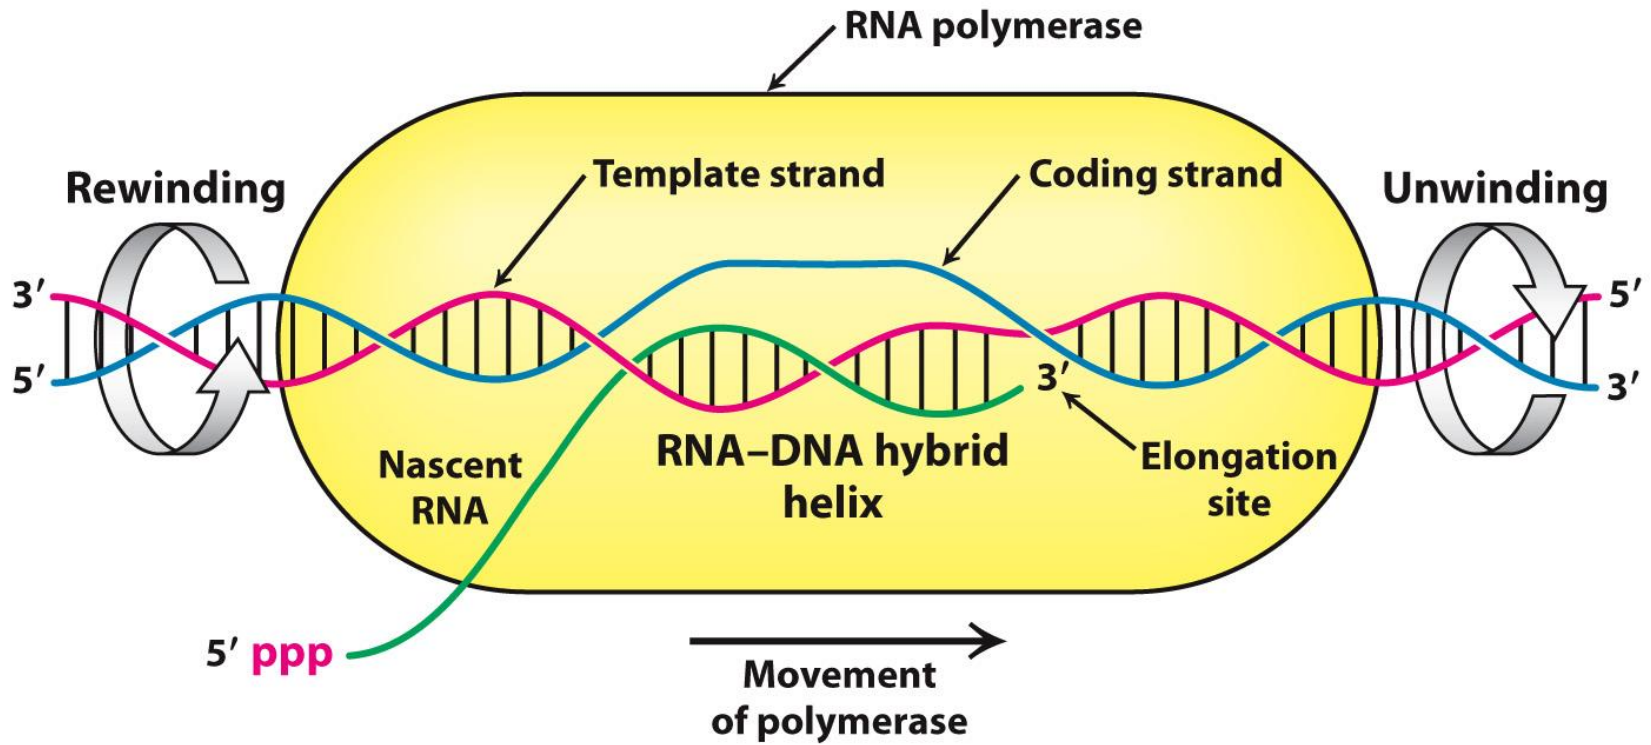 RNA polymerase
Template strand
Coding strand
Rewinding
Unwinding
3′
5′
5′
3′
3′
Nascent
RNA
RNA–DNA hybrid
helix
Elongation
site
5′ ppp
Movement
of polymerase